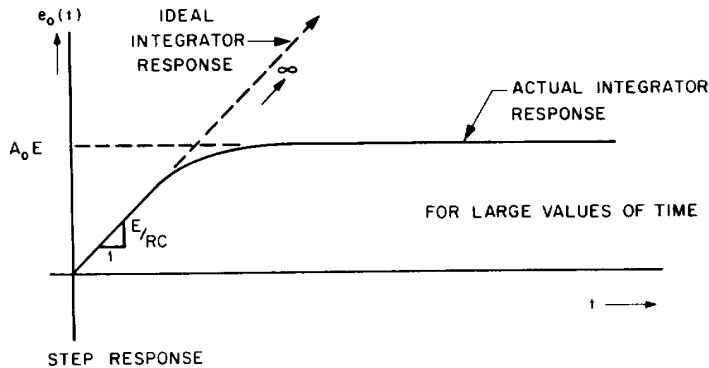 e₀(t)
IDEAL
INTEGRATOR
RESPONSE
∞
ACTUAL INTEGRATOR
RESPONSE
A₀E
E/RC
1
FOR LARGE VALUES OF TIME
t
STEP RESPONSE